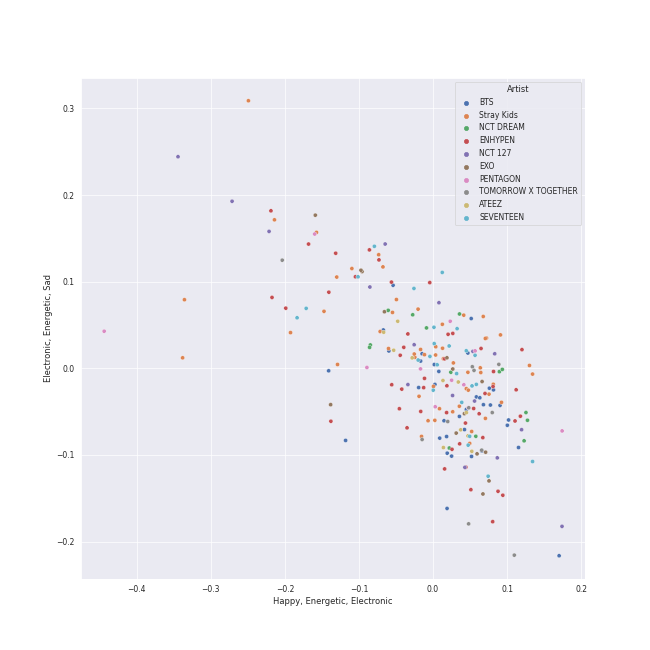 Artist
BTS
Stray Kids
NCT DREAM
ENHYPEN
NCT 127
EXO
PENTAGON
TOMORROW X TOGETHER
ATEEZ
SEVENTEEN
Electronic, Energetic, Sad
0.3
0.2
0.1
0.0
−0.1
−0.2
−0.4 −0.3 −0.2 −0.1 0.0 0.1 0.2
Happy, Energetic, Electronic